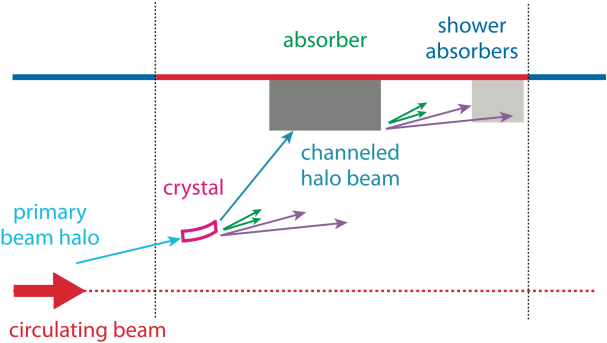 shower
absorbers
absorber
channeled
halo beam
crystal
primary
beam halo
circulating beam